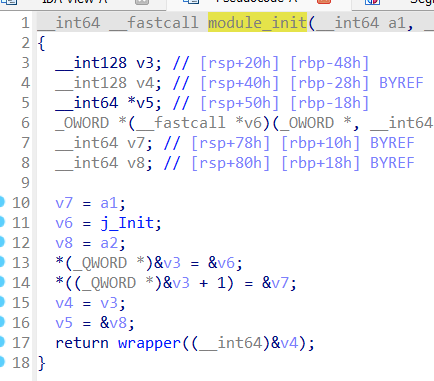 1 __int64 __fastcall module_init(__int64 a1,
2 {
3 __int128 v3; // [rsp+20h] [rbp-48h]
4 __int128 v4; // [rsp+40h] [rbp-28h] BYREF
5 __int64 *v5; // [rsp+50h] [rbp-18h]
6 _OWORD *(__fastcall *v6)(_OWORD *, __int64
7 __int64 v7; // [rsp+78h] [rbp+10h] BYREF
8 __int64 v8; // [rsp+80h] [rbp+18h] BYREF
9
10 v7 = a1;
11 v6 = j_Init;
12 v8 = a2;
13 *(_QWORD *)&v3 = &v6;
14 *((_QWORD *)&v3 + 1) = &v7;
15 v4 = v3;
16 v5 = &v8;
17 return wrapper((__int64)&v4);
18 }